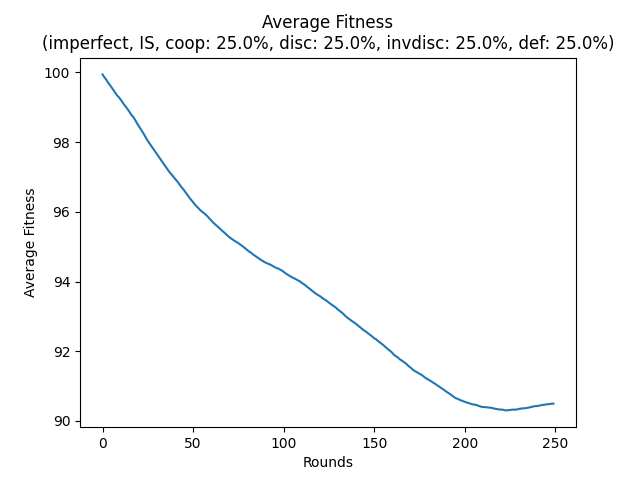 Average Fitness
(imperfect, IS, coop: 25.0%, disc: 25.0%, invdisc: 25.0%, def: 25.0%)
100
98
96
94
92
90
Average Fitness
0 50 100 150 200 250
Rounds